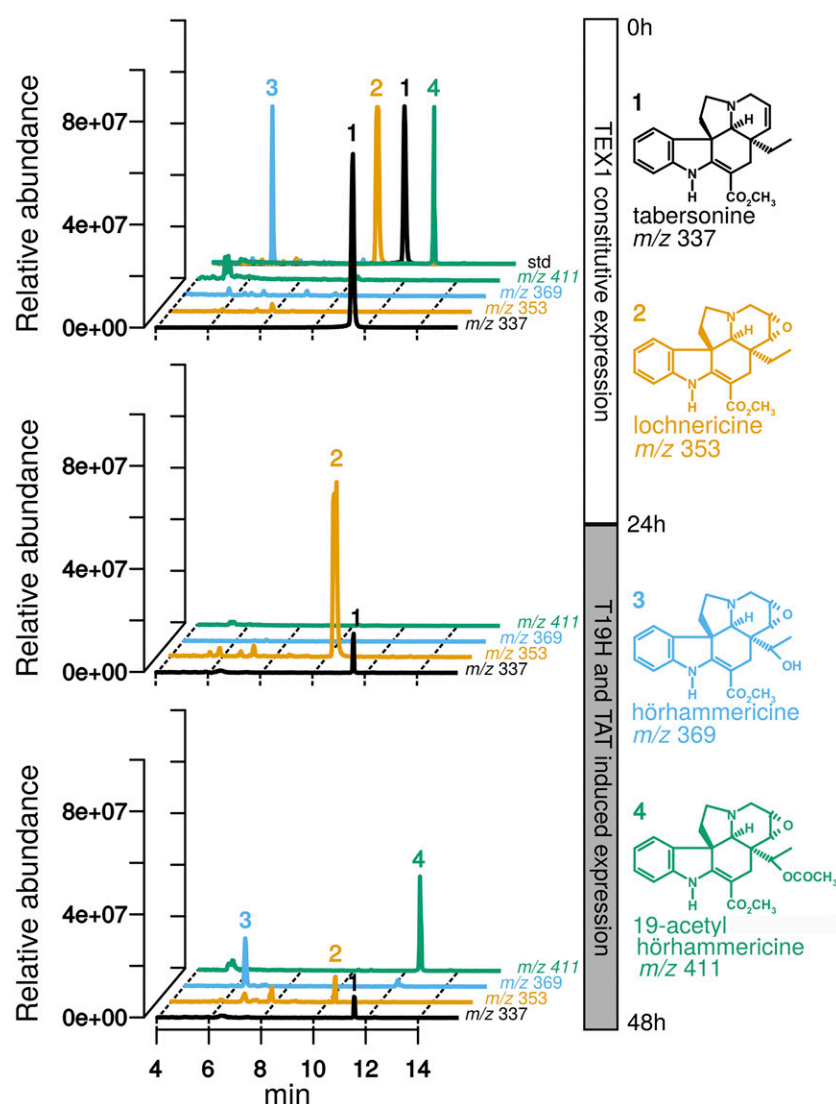 Relative abundance
8e+07
4e+07
0e+00
3
2
1
4
1
std
m/z 411
m/z 369
m/z 353
m/z 337
Relative abundance
8e+07
4e+07
0e+00
2
1
m/z 411
m/z 369
m/z 353
m/z 337
Relative abundance
8e+07
4e+07
0e+00
4
3
2
1
m/z 411
m/z 369
m/z 353
m/z 337
4 6 8 10 12 14
min
0h
TEX1 constitutive expression
24h
T19H and TAT induced expression
48h
1
N
H
N
H
CO₂CH₃
tabersonine
m/z 337
2
N
O
H
N
H
CO₂CH₃
lochnericine
m/z 353
3
N
O
H
N
OH
H
CO₂CH₃
hörhammericine
m/z 369
4
N
O
H
N
OCOCH₃
H
CO₂CH₃
19-acetyl
hörhammericine
m/z 411